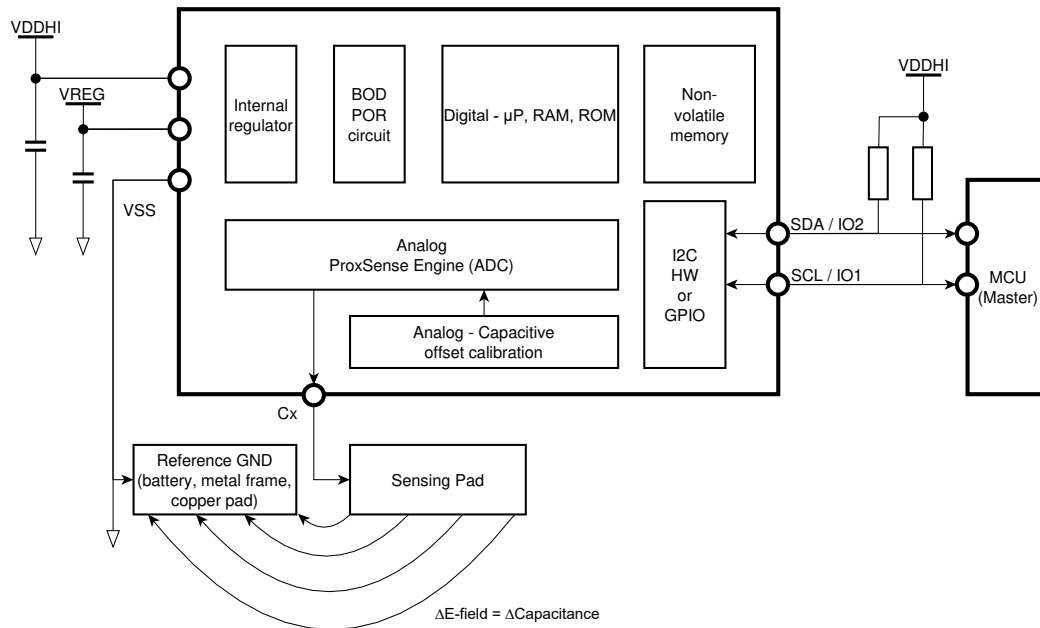 VDDHI
VREG
VSS
Internal
regulator
BOD
POR
circuit
Digital - µP, RAM, ROM
Non-
volatile
memory
Analog
ProxSense Engine (ADC)
Analog - Capacitive
offset calibration
I2C
HW
or
GPIO
SDA / IO2
SCL / IO1
VDDHI
MCU
(Master)
Cx
Reference GND
(battery, metal frame,
copper pad)
Sensing Pad
ΔE-field = ΔCapacitance